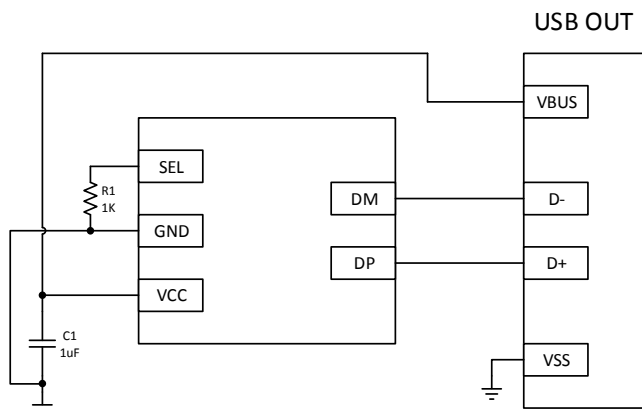 USB OUT
VBUS
SEL
R1
1K
DM
D-
GND
DP
D+
VCC
C1
1uF
VSS